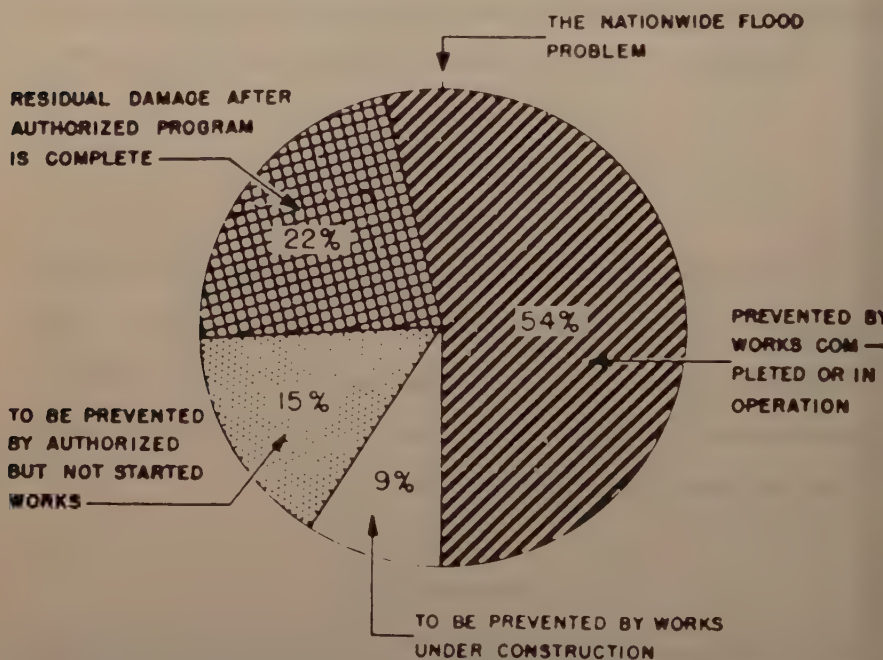 THE NATIONWIDE FLOOD
PROBLEM
RESIDUAL DAMAGE AFTER
AUTHORIZED PROGRAM
IS COMPLETE
22%
54%
PREVENTED BY
WORKS COM
PLETED OR IN
OPERATION
15%
TO BE PREVENTED
BY AUTHORIZED
BUT NOT STARTED
WORKS
9%
TO BE PREVENTED BY WORKS
UNDER CONSTRUCTION